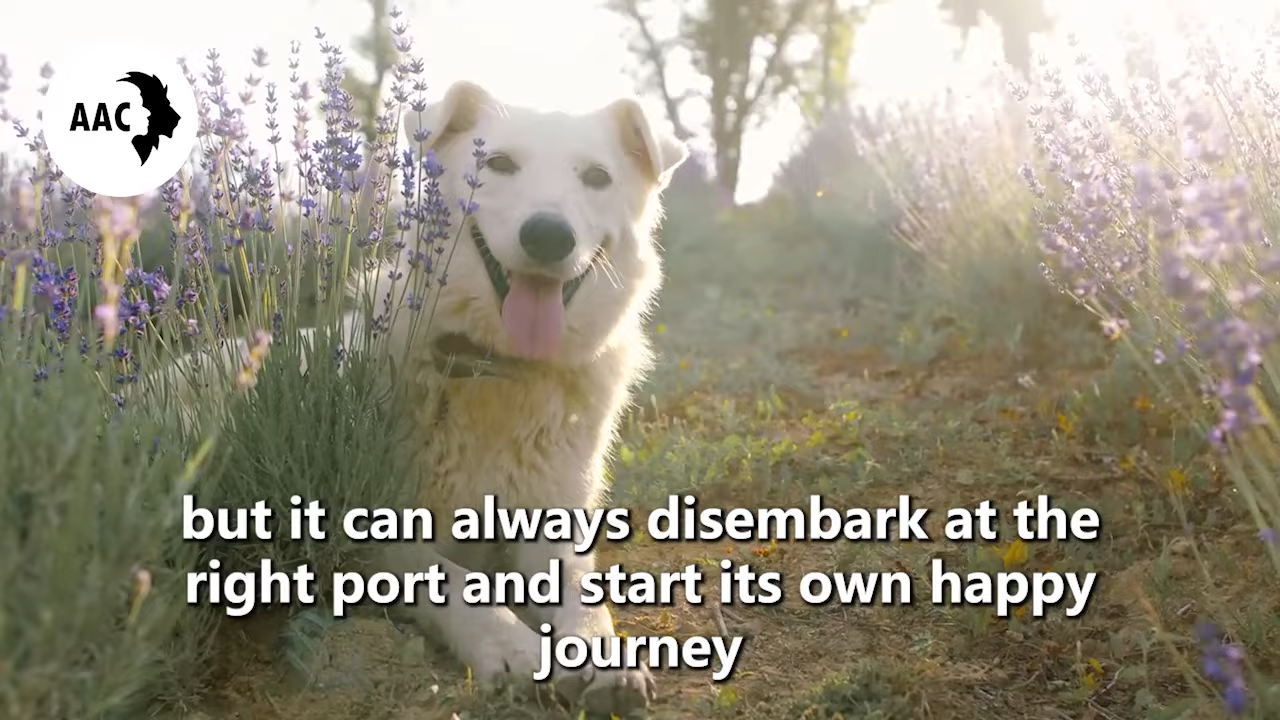 AAC
but it can always disembark at the
right port and start its own happy
journey